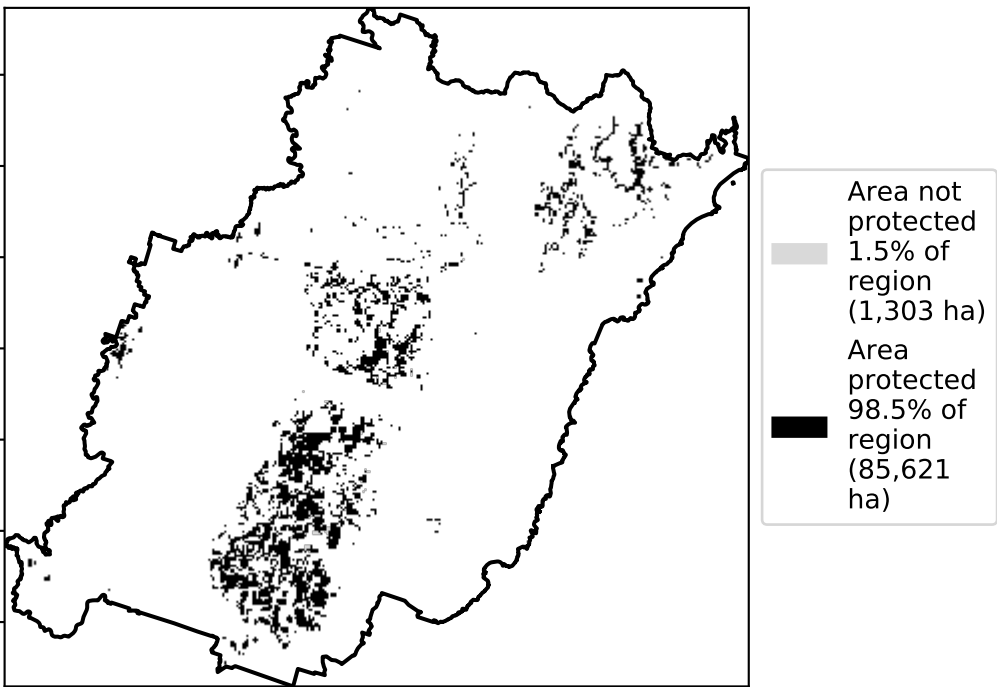 Area not
protected
1.5% of
region
(1,303 ha)
Area
protected
98.5% of
region
(85,621
ha)